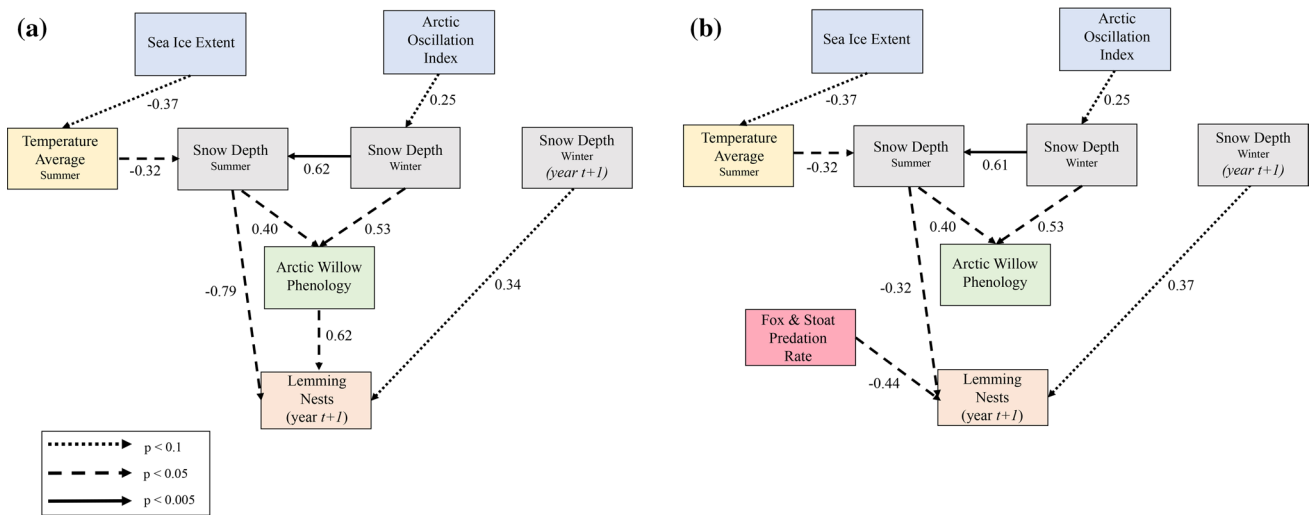 (a)
Sea Ice Extent
Arctic
Oscillation
Index
-0.37
0.25
Temperature
Average
Summer
-0.32
Snow Depth
Summer
0.62
Snow Depth
Winter
Snow Depth
Winter
(year t+1)
0.40
0.53
-0.79
Arctic Willow
Phenology
0.34
0.62
Lemming
Nests
(year t+1)
p < 0.1
p < 0.05
p < 0.005
(b)
Sea Ice Extent
Arctic
Oscillation
Index
-0.37
0.25
Temperature
Average
Summer
-0.32
Snow Depth
Summer
0.61
Snow Depth
Winter
Snow Depth
Winter
(year t+1)
0.40
0.53
-0.32
Arctic Willow
Phenology
0.37
Fox & Stoat
Predation
Rate
-0.44
Lemming
Nests
(year t+1)